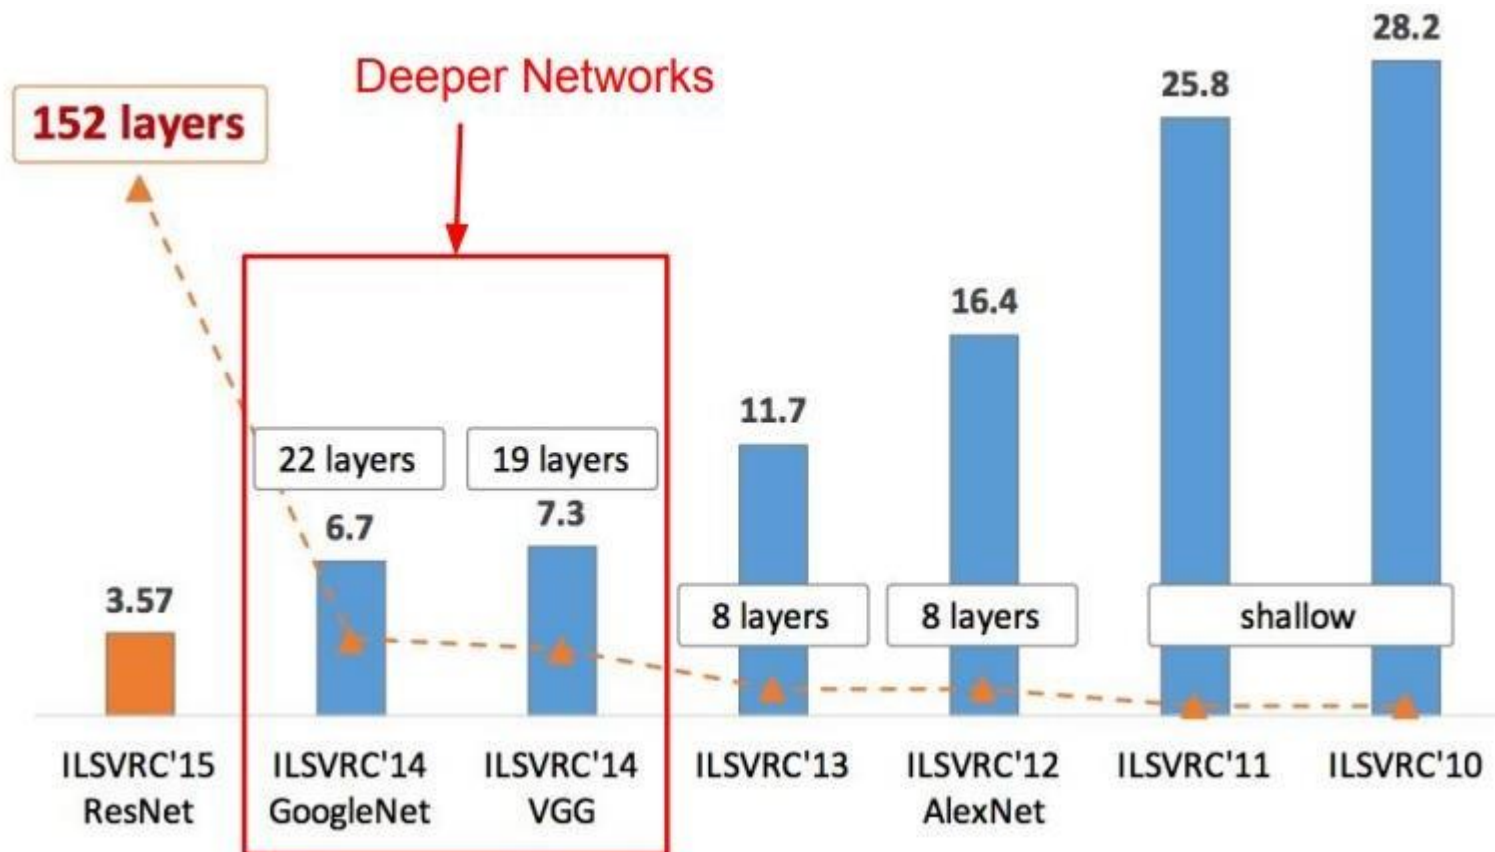 28.2
Deeper Networks
25.8
152 layers
16.4
11.7
22 layers
19 layers
6.7
7.3
3.57
8 layers
8 layers
shallow
ILSVRC'15
ResNet
ILSVRC'14
GoogleNet
ILSVRC'14
VGG
ILSVRC'13
ILSVRC'12
AlexNet
ILSVRC'11
ILSVRC'10